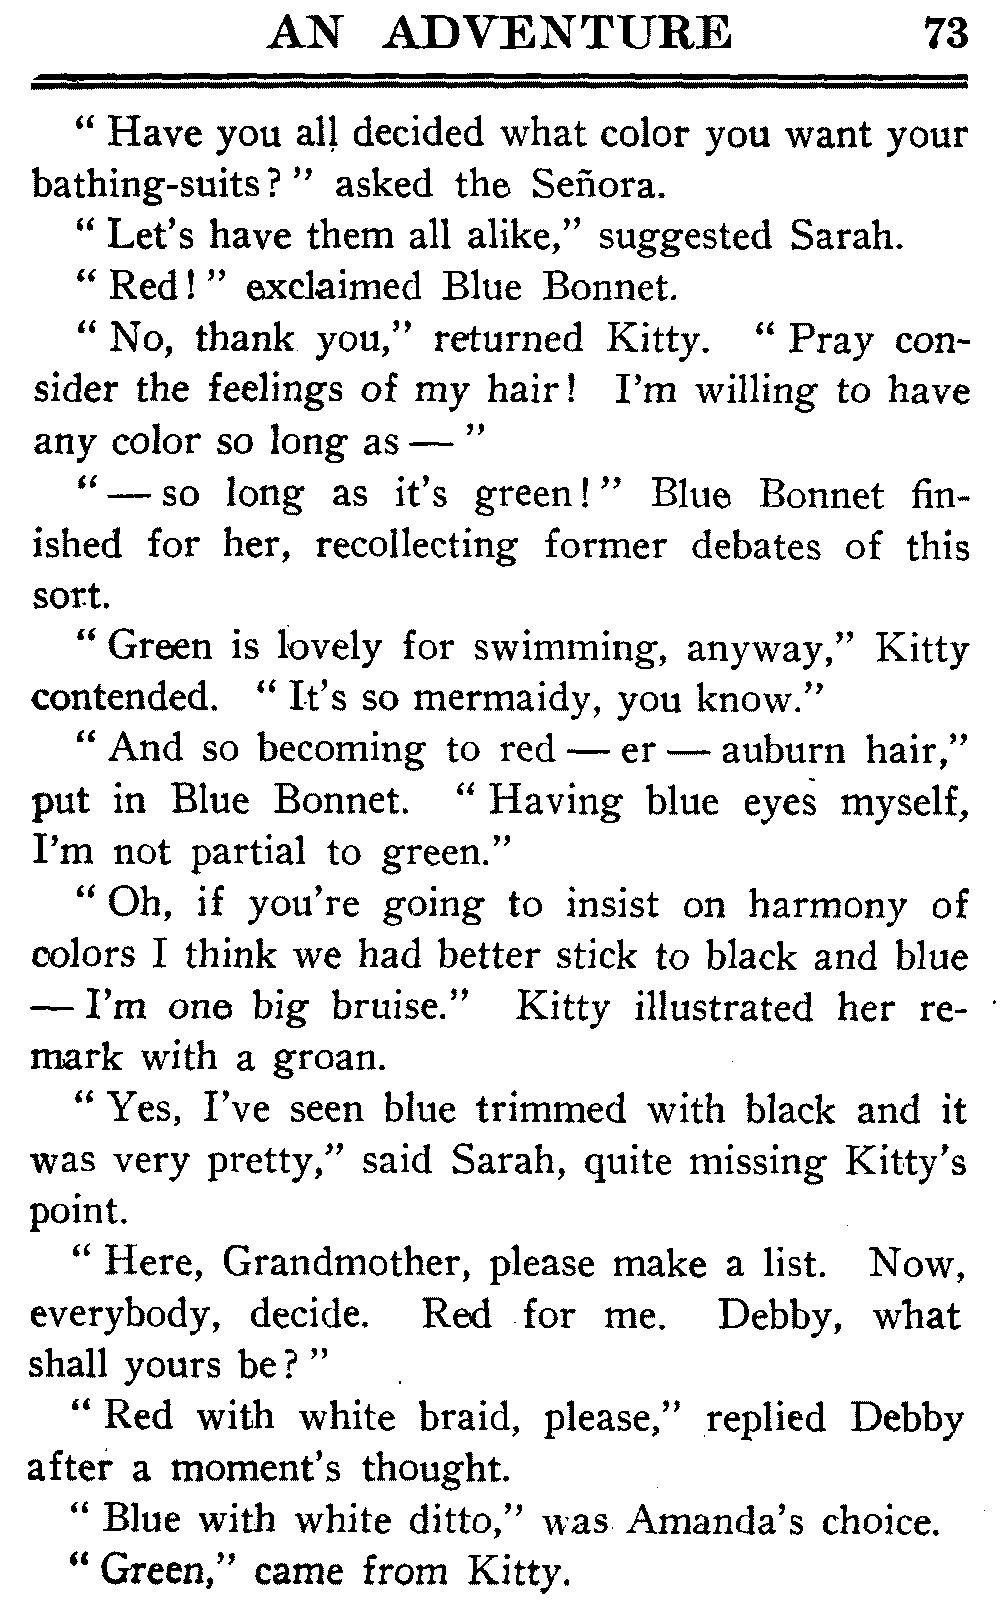 AN ADVENTURE 73
" Have you all decided what color you want your
bathing-suits? " asked the Señora.
" Let's have them all alike," suggested Sarah.
" Red! " exclaimed Blue Bonnet.
" No, thank you," returned Kitty. " Pray con-
sider the feelings of my hair! I'm willing to have
any color so long as — "
" — so long as it's green! " Blue Bonnet fin-
ished for her, recollecting former debates of this
sort.
" Green is lovely for swimming, anyway," Kitty
contended. " It's so mermaidy, you know."
" And so becoming to red — er — auburn hair,"
put in Blue Bonnet. " Having blue eyes myself,
I'm not partial to green."
" Oh, if you're going to insist on harmony of
colors I think we had better stick to black and blue
— I'm one big bruise." Kitty illustrated her re-
mark with a groan.
" Yes, I've seen blue trimmed with black and it
was very pretty," said Sarah, quite missing Kitty's
point.
" Here, Grandmother, please make a list. Now,
everybody, decide. Red for me. Debby, what
shall yours be? "
" Red with white braid, please," replied Debby
after a moment's thought.
" Blue with white ditto," was Amanda's choice.
" Green," came from Kitty.